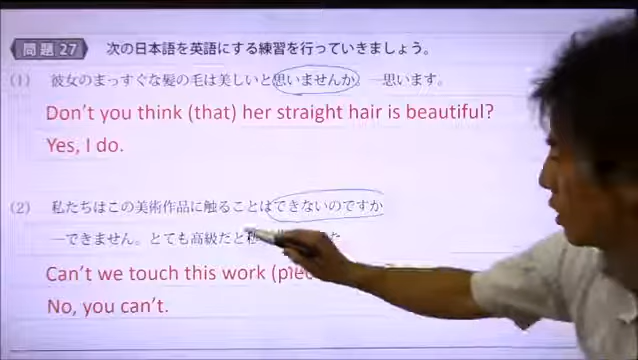 問題27 次の日本語を英語にする練習を行っていきましょう。
(1) 彼女のまっすぐな髪の毛は美しいと思いませんか。―思います。
Don't you think (that) her straight hair is beautiful?
Yes, I do.
(2) 私たちはこの美術作品に触ることはできないのですか
―できません。とても高級だと
Can't we touch this work
No, you can't.